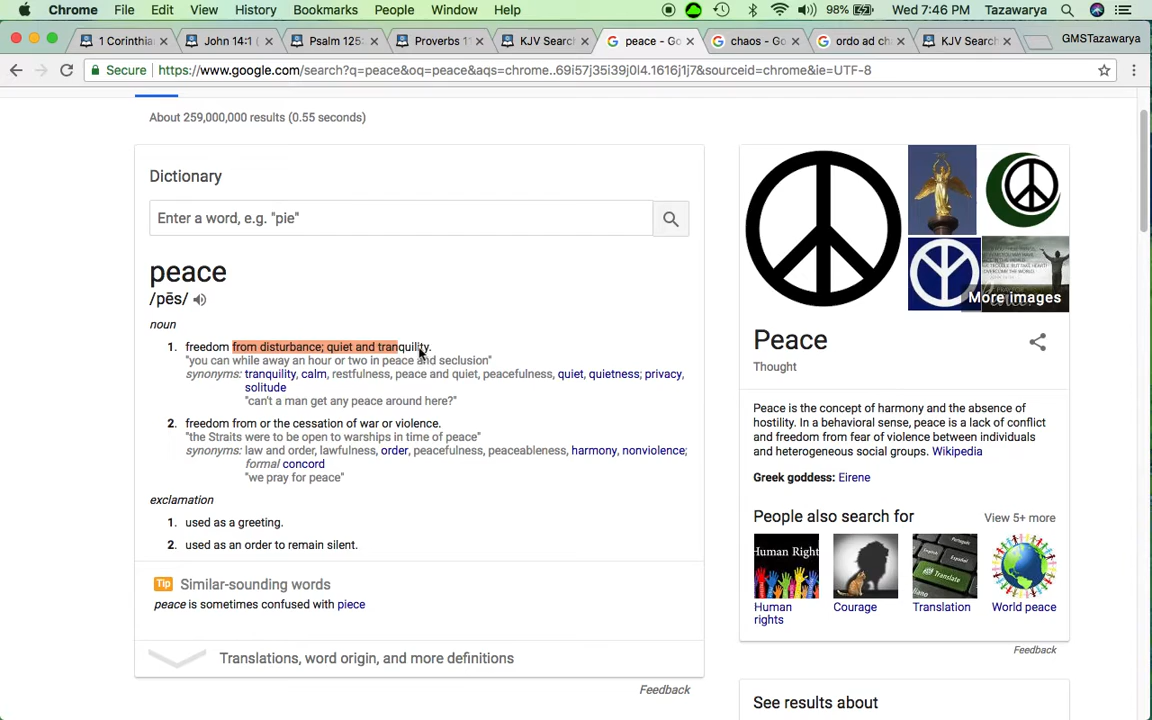 Chrome File Edit View History Bookmarks People Window Help 98% Wed 7:46 PM Tazawarya
1 Corinthia John 14:1 ( Psalm 125 Proverbs 1 KJV Search peace - Go chaos - Go ordo ad ch KJV Search GMSTazawarya
Secure https://www.google.com/search?q=peace&oq=peace&aqs=chrome..69i57j35i39j0l4.1616j1j7&sourceid=chrome&ie=UTF-8
About 259,000,000 results (0.55 seconds)
Dictionary
Enter a word, e.g. "pie"
peace
/pēs/
noun
1. freedom from disturbance; quiet and tranquility.
"you can while away an hour or two in peace and seclusion"
synonyms: tranquility, calm, restfulness, peace and quiet, peacefulness, quiet, quietness; privacy,
solitude
"can't a man get any peace around here?"
2. freedom from or the cessation of war or violence.
"the Straits were to be open to warships in time of peace"
synonyms: law and order, lawfulness, order, peacefulness, peaceableness, harmony, nonviolence;
formal concord
"we pray for peace"
exclamation
1. used as a greeting.
2. used as an order to remain silent.
Tip Similar-sounding words
peace is sometimes confused with piece
Translations, word origin, and more definitions
Feedback
More images
Peace
Thought
Peace is the concept of harmony and the absence of
hostility. In a behavioral sense, peace is a lack of conflict
and freedom from fear of violence between individuals
and heterogeneous social groups. Wikipedia
Greek goddess: Eirene
People also search for View 5+ more
Human Right
Translate
Human
rights
Courage
Translation
World peace
Feedback
See results about